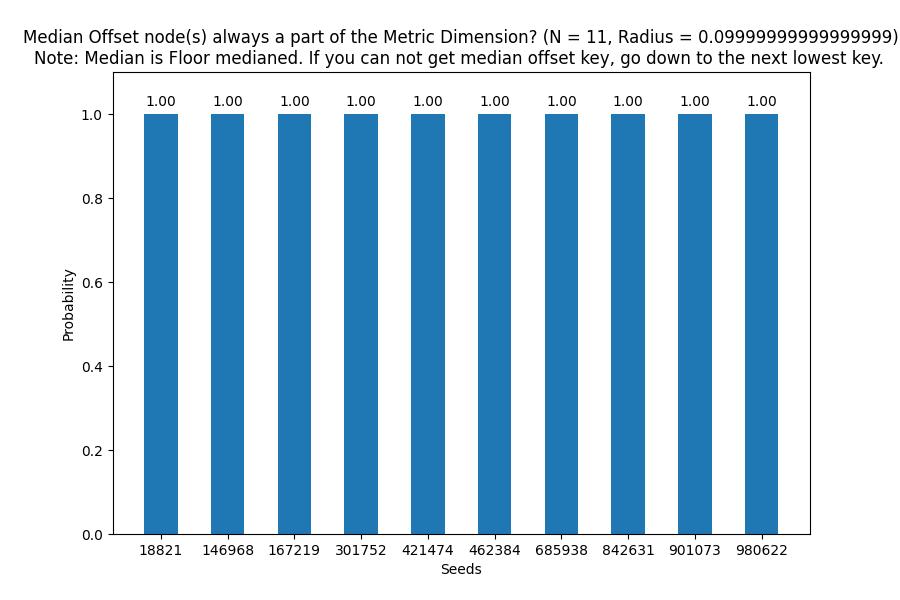 Median Offset node(s) always a part of the Metric Dimension? (N = 11, Radius = 0.09999999999999999)
Note: Median is Floor medianed. If you can not get median offset key, go down to the next lowest key.
1.00 1.00 1.00 1.00 1.00 1.00 1.00 1.00 1.00 1.00
1.0
0.8
0.6
0.4
0.2
0.0
Probability
18821 146968 167219 301752 421474 462384 685938 842631 901073 980622
Seeds